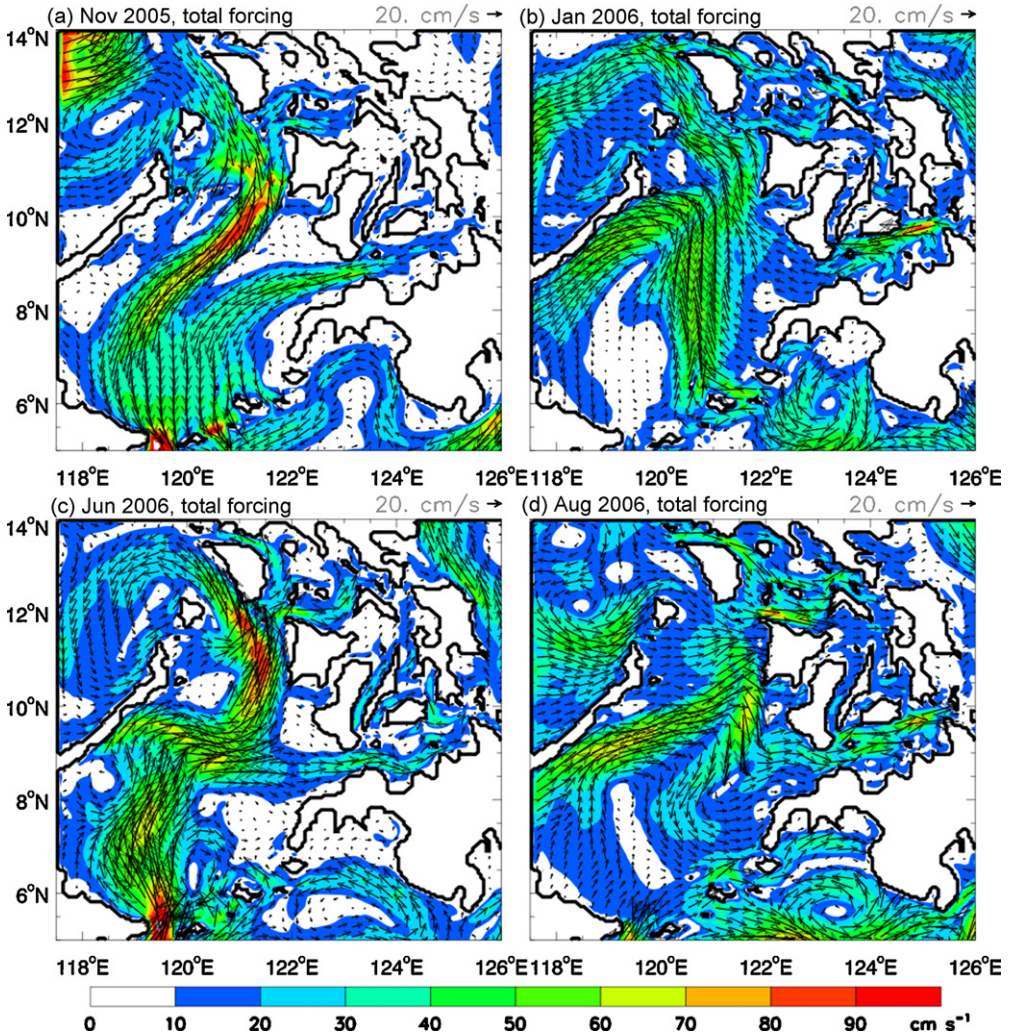 (a) Nov 2005, total forcing 20. cm/s
(b) Jan 2006, total forcing 20. cm/s
14°N
12°N
10°N
8°N
6°N
118°E 120°E 122°E 124°E 126°E
118°E 120°E 122°E 124°E 126°E
(c) Jun 2006, total forcing 20. cm/s
(d) Aug 2006, total forcing 20. cm/s
14°N
12°N
10°N
8°N
6°N
118°E 120°E 122°E 124°E 126°E
118°E 120°E 122°E 124°E 126°E
0 10 20 30 40 50 60 70 80 90 cm s⁻¹